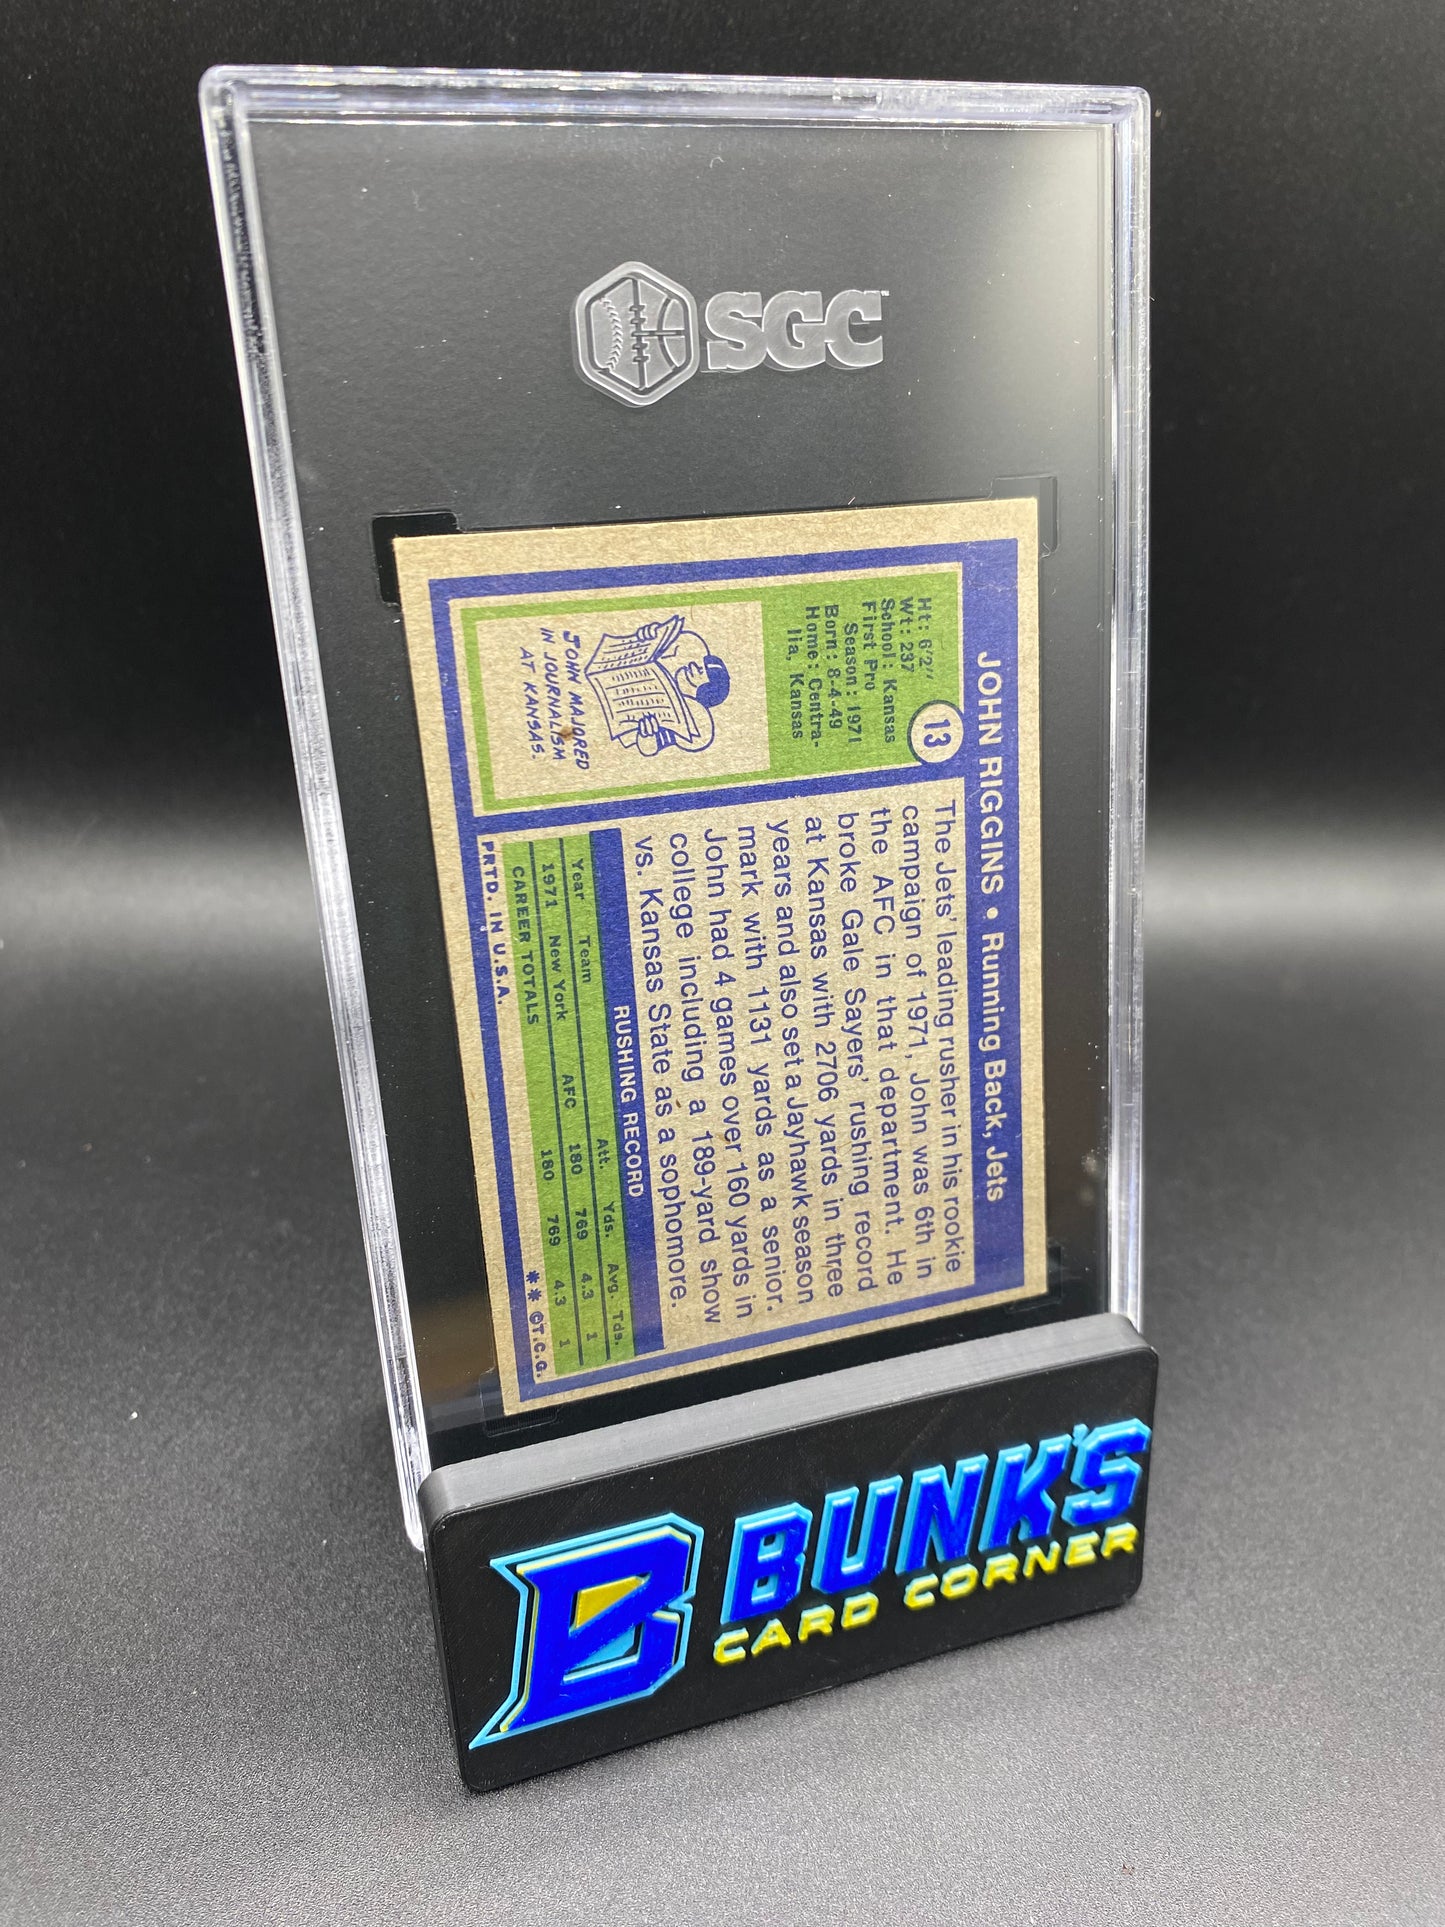 SGC™
JOHN RIGGINS • Running Back, Jets
13
Ht: 6'2"
Wt: 237
School: Kansas
First Pro
Season: 1971
Born: 8-4-49
Home: Centra-
lia, Kansas
JOHN MAJORED
IN JOURNALISM
AT KANSAS.
The Jets' leading rusher in his rookie
campaign of 1971, John was 6th in
the AFC in that department. He
broke Gale Sayers' rushing record
at Kansas with 2706 yards in three
years and also set a Jayhawk season
mark with 1131 yards as a senior.
John had 4 games over 160 yards in
college including a 189-yard show
vs. Kansas State as a sophomore.
RUSHING RECORD
Year Team Att. Yds. Avg. Tds.
1971 New York AFC 180 769 4.3 1
CAREER TOTALS 180 769 4.3 1
PRTD. IN U.S.A. ** ©T.C.G.
B BUNK'S
CARD CORNER